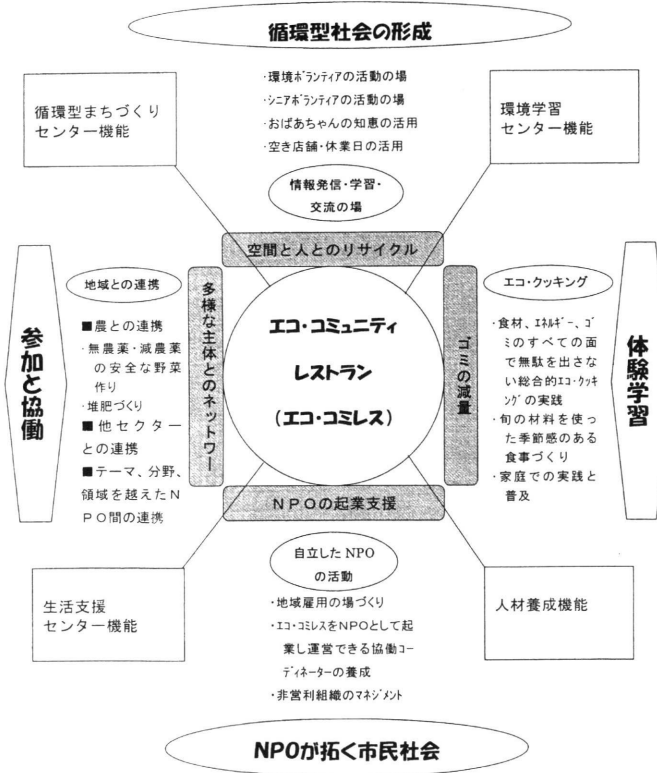 循環型社会の形成
循環型まちづくり
センター機能
・環境ﾎﾞﾗﾝﾃｨｱの活動の場
・ｼﾆｱﾎﾞﾗﾝﾃｨｱの活動の場
・おばあちゃんの知恵の活用
・空き店舗・休業日の活用
環境学習
センター機能
情報発信・学習・
交流の場
空間と人とのリサイクル
参加と協働
地域との連携
■農との連携
・無農薬・減農薬
の安全な野菜
作り
・堆肥づくり
■他セクター
との連携
■テーマ、分野、
領域を越えたN
PO間の連携
多様な主体とのネットワー
エコ・コミュニティ
レストラン
(エコ・コミレス)
ゴミの減量
エコ・クッキング
・食材、ｴﾈﾙｷﾞｰ、ｺﾞ
ミのすべての面
で無駄を出さな
い総合的ｴｺ・ｸｯｷ
ﾝｸﾞの実践
・旬の材料を使っ
た季節感のある
食事づくり
・家庭での実践と
普及
体験学習
NPOの起業支援
生活支援
センター機能
自立した NPO
の活動
・地域雇用の場づくり
・ｴｺ・ｺﾐﾚｽをNPOとして起
業し運営できる協働ｺｰ
ﾃﾞｨﾈｰﾀｰの養成
・非営利組織のﾏﾈｼﾞﾒﾝﾄ
人材養成機能
NPOが拓く市民社会